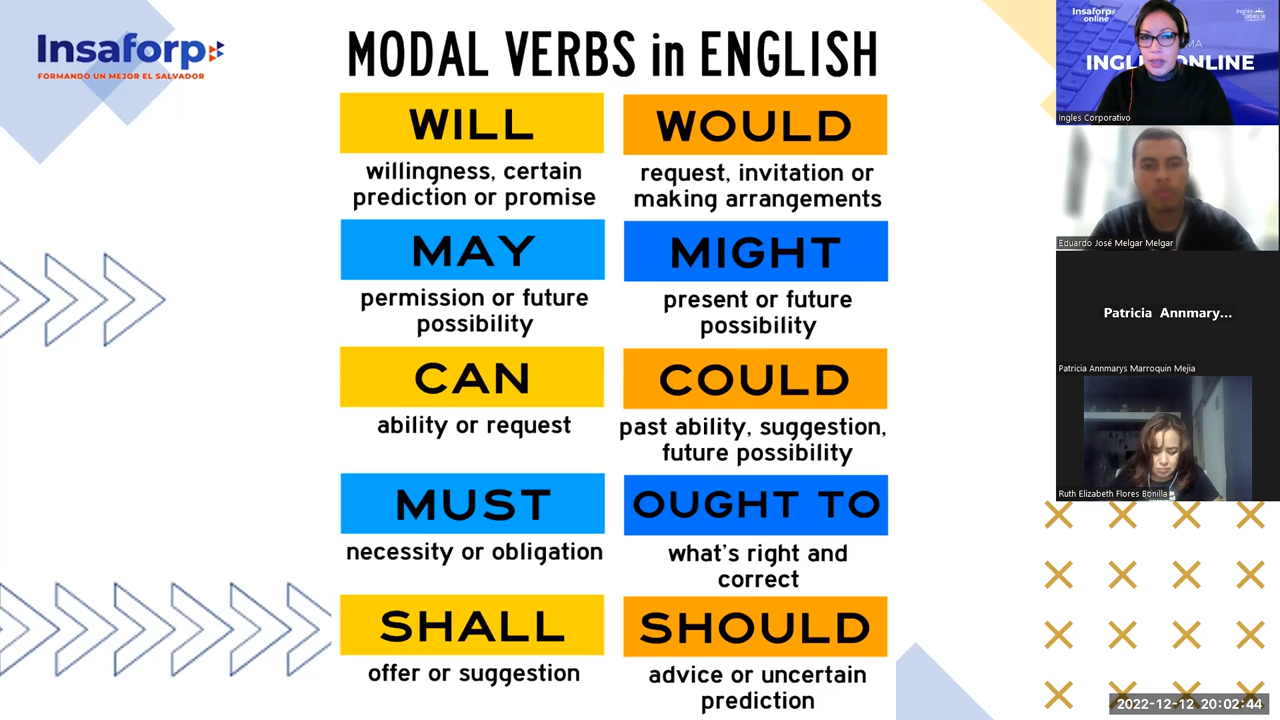 Insaforp
FORMANDO UN MEJOR EL SALVADOR
MODAL VERBS in ENGLISH
WILL
willingness, certain
prediction or promise
WOULD
request, invitation or
making arrangements
MAY
permission or future
possibility
MIGHT
present or future
possibility
CAN
ability or request
COULD
past ability, suggestion,
future possibility
MUST
necessity or obligation
OUGHT TO
what's right and
correct
SHALL
offer or suggestion
SHOULD
advice or uncertain
prediction
Insaforp
online
Ingles Corporativo
Eduardo José Melgar Melgar
Patricia Annmary...
Patricia Annmarys Marroquin Mejia
Ruth Elizabeth Flores Bonilla
2022-12-12 20:02:44